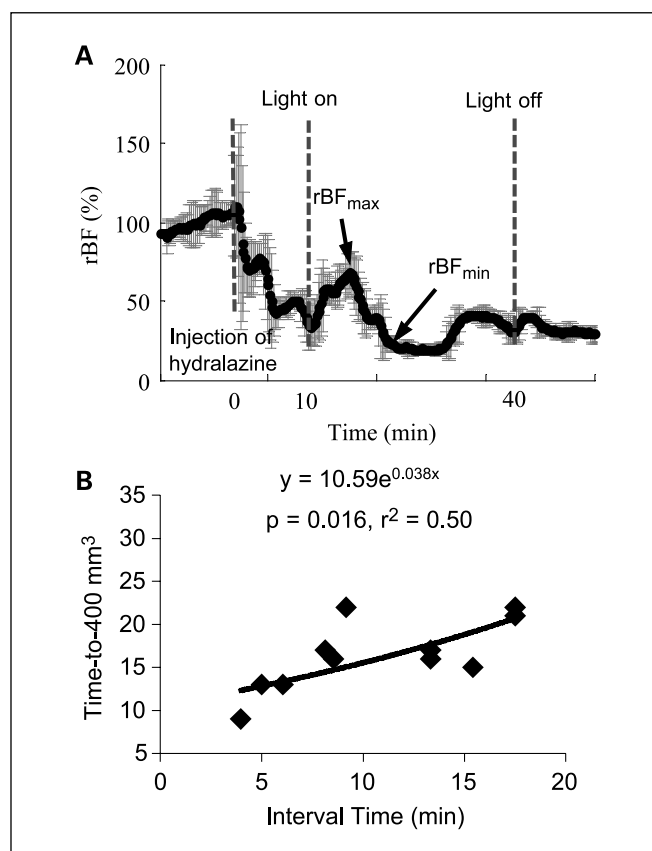 A
200
150
100
50
0
rBF (%)
Light on
Light off
rBFmax
rBFmin
Injection of
hydralazine
0 10 40
Time (min)
B
y = 10.59e^0.038x
p = 0.016, r² = 0.50
35
30
25
20
15
10
5
Time-to-400 mm³
0 5 10 15 20
Interval Time (min)